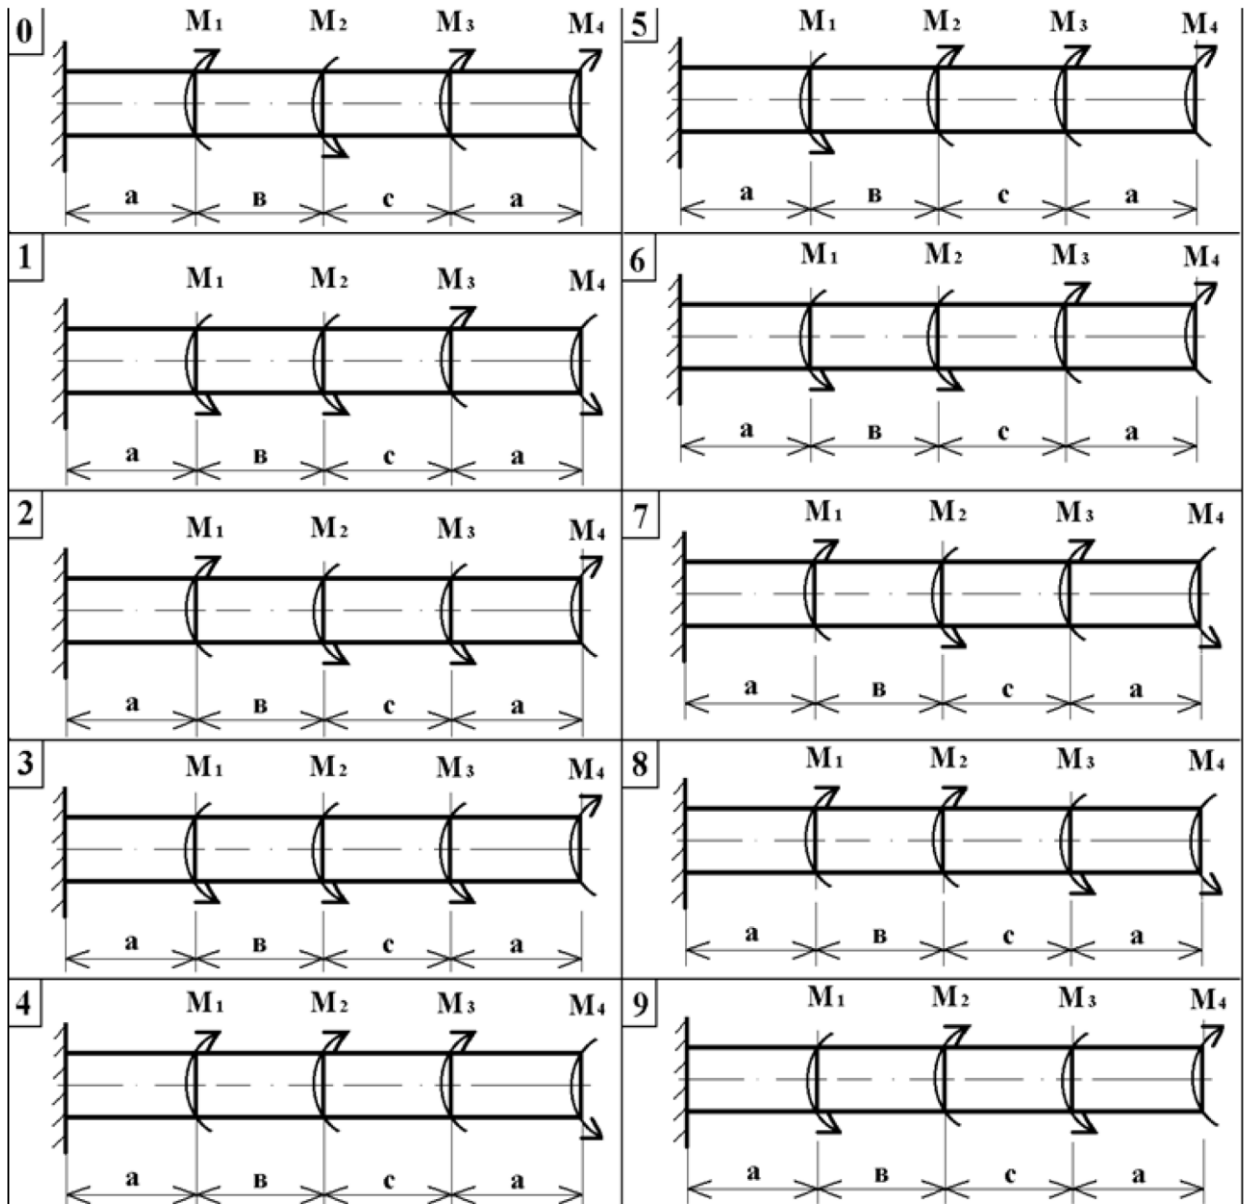 0 M₁ M₂ M₃ M₄
а в с а
5 M₁ M₂ M₃ M₄
а в с а
1 M₁ M₂ M₃ M₄
а в с а
6 M₁ M₂ M₃ M₄
а в с а
2 M₁ M₂ M₃ M₄
а в с а
7 M₁ M₂ M₃ M₄
а в с а
3 M₁ M₂ M₃ M₄
а в с а
8 M₁ M₂ M₃ M₄
а в с а
4 M₁ M₂ M₃ M₄
а в с а
9 M₁ M₂ M₃ M₄
а в с а